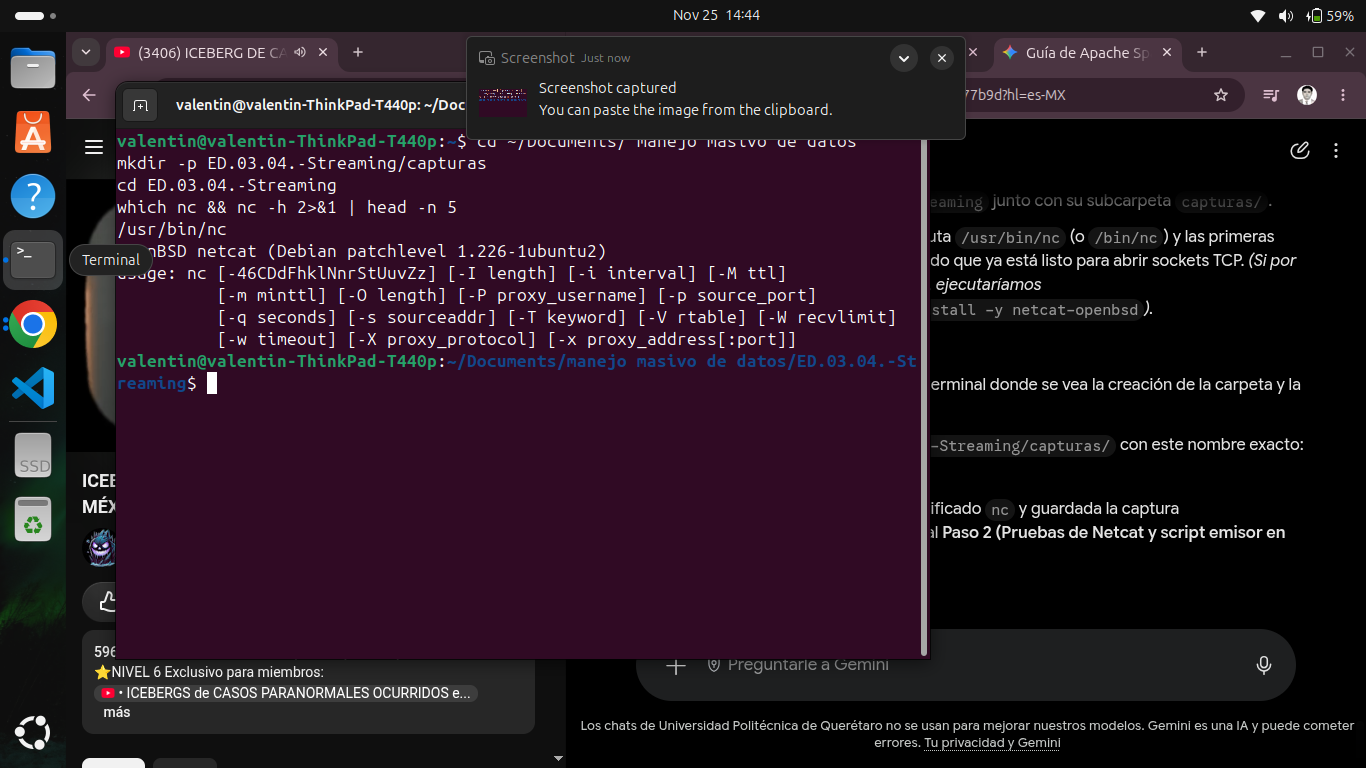 Nov 25 14:44
59%
(3406) ICEBERG DE CA
Guía de Apache Sp
Screenshot Just now
Screenshot captured
You can paste the image from the clipboard.
77b9d?hl=es-MX
valentin@valentin-ThinkPad-T440p: ~/Doc
valentin@valentin-ThinkPad-T440p:~$ cd ~/Documents/"Manejo Masivo de datos"
mkdir -p ED.03.04.-Streaming/capturas
cd ED.03.04.-Streaming
which nc && nc -h 2>&1 | head -n 5
/usr/bin/nc
nBSD netcat (Debian patchlevel 1.226-1ubuntu2)
usage: nc [-46CDdFhklNnrStUuvZz] [-I length] [-i interval] [-M ttl]
[-m minttl] [-O length] [-P proxy_username] [-p source_port]
[-q seconds] [-s sourceaddr] [-T keyword] [-V rtable] [-W recvlimit]
[-w timeout] [-X proxy_protocol] [-x proxy_address[:port]]
valentin@valentin-ThinkPad-T440p:~/Documents/manejo masivo de datos/ED.03.04.-St
reaming$
Terminal
SSD
eaming junto con su subcarpeta capturas/.
uta /usr/bin/nc (o /bin/nc) y las primeras
do que ya está listo para abrir sockets TCP. (Si por
ejecutaríamos
stall -y netcat-openbsd).
erminal donde se vea la creación de la carpeta y la
-Streaming/capturas/ con este nombre exacto:
ificado nc y guardada la captura
al Paso 2 (Pruebas de Netcat y script emisor en
ICEB
MÉX
596
⭐NIVEL 6 Exclusivo para miembros:
• ICEBERGS de CASOS PARANORMALES OCURRIDOS e...
más
Preguntarle a Gemini
Los chats de Universidad Politécnica de Querétaro no se usan para mejorar nuestros modelos. Gemini es una IA y puede cometer
errores. Tu privacidad y Gemini